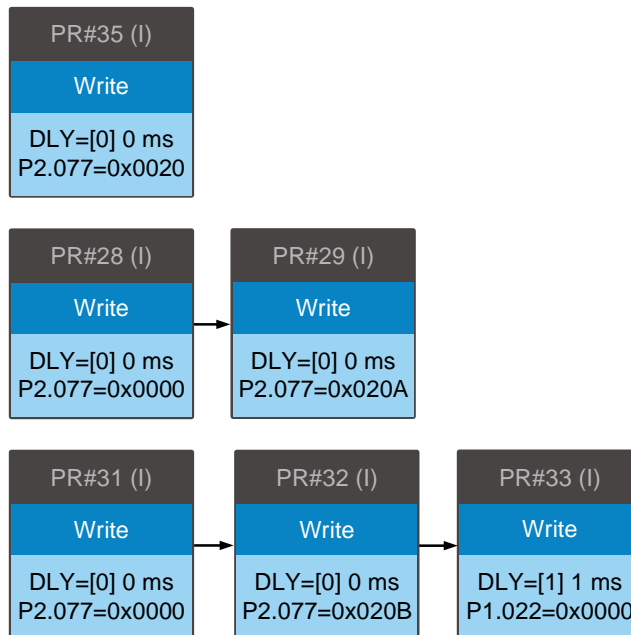 PR#35 (I)
Write
DLY=[0] 0 ms
P2.077=0x0020
PR#28 (I)
Write
DLY=[0] 0 ms
P2.077=0x0000
PR#29 (I)
Write
DLY=[0] 0 ms
P2.077=0x020A
PR#31 (I)
Write
DLY=[0] 0 ms
P2.077=0x0000
PR#32 (I)
Write
DLY=[0] 0 ms
P2.077=0x020B
PR#33 (I)
Write
DLY=[1] 1 ms
P1.022=0x0000